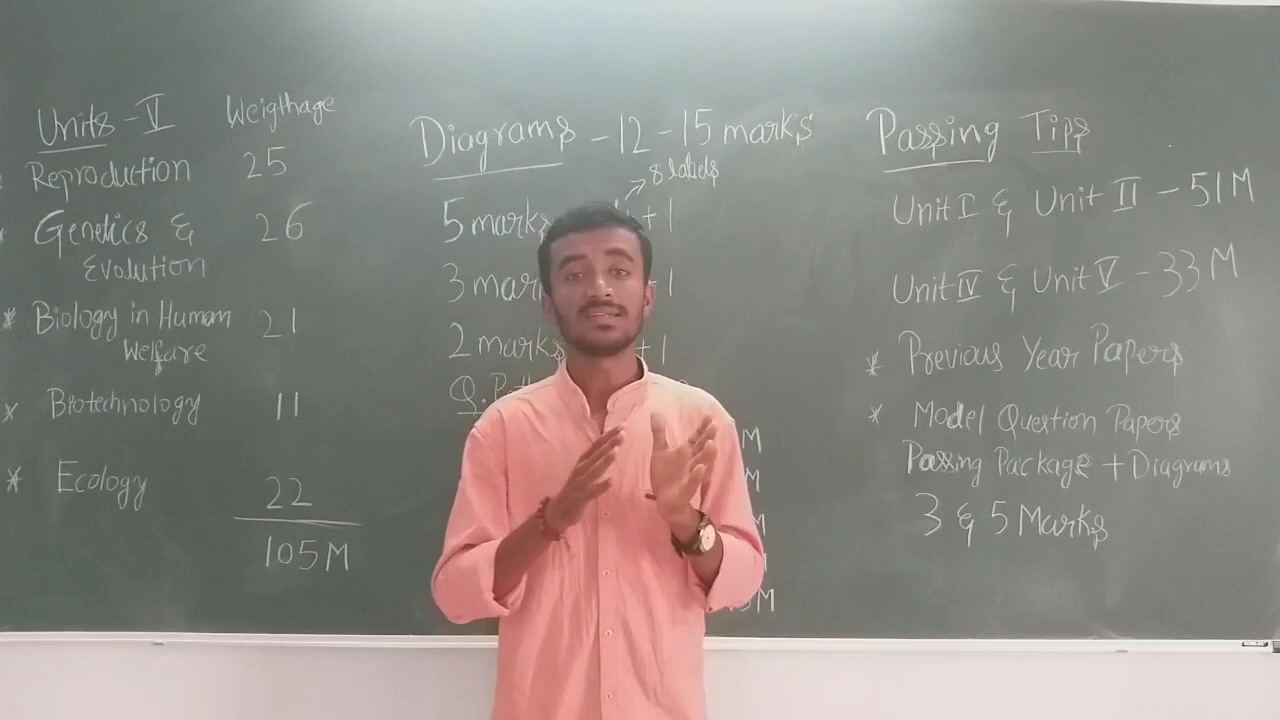 Units - V Weigthage
Reproduction 25
Genetics & 26
Evolution
* Biology in Human 21
Welfare
* Biotechnology 11
* Ecology 22
105M
Diagrams - 12 - 15 marks
8 labels
5 marks + 1
3 mar 1
2 marks + 1
Q.
M
M
M
M
M
Passing Tips
Unit I & Unit II - 51M
Unit IV & Unit V - 33M
* Previous Year Papers
* Model Question Papers
Passing Package + Diagrams
3 & 5 Marks